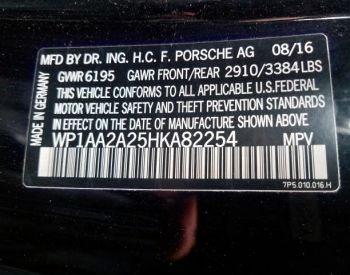 MFD BY DR. ING. H.C. F. PORSCHE AG 08/16
GVWR 6195 GAWR FRONT/REAR 2910/3384LBS
THIS VEHICLE CONFORMS TO ALL APPLICABLE U.S. FEDERAL
MOTOR VEHICLE SAFETY AND THEFT PREVENTION STANDARDS
IN EFFECT ON THE DATE OF MANUFACTURE SHOWN ABOVE.
WP1AA2A25HKA82254 MPV
MADE IN GERMANY
7P5.010.016.H